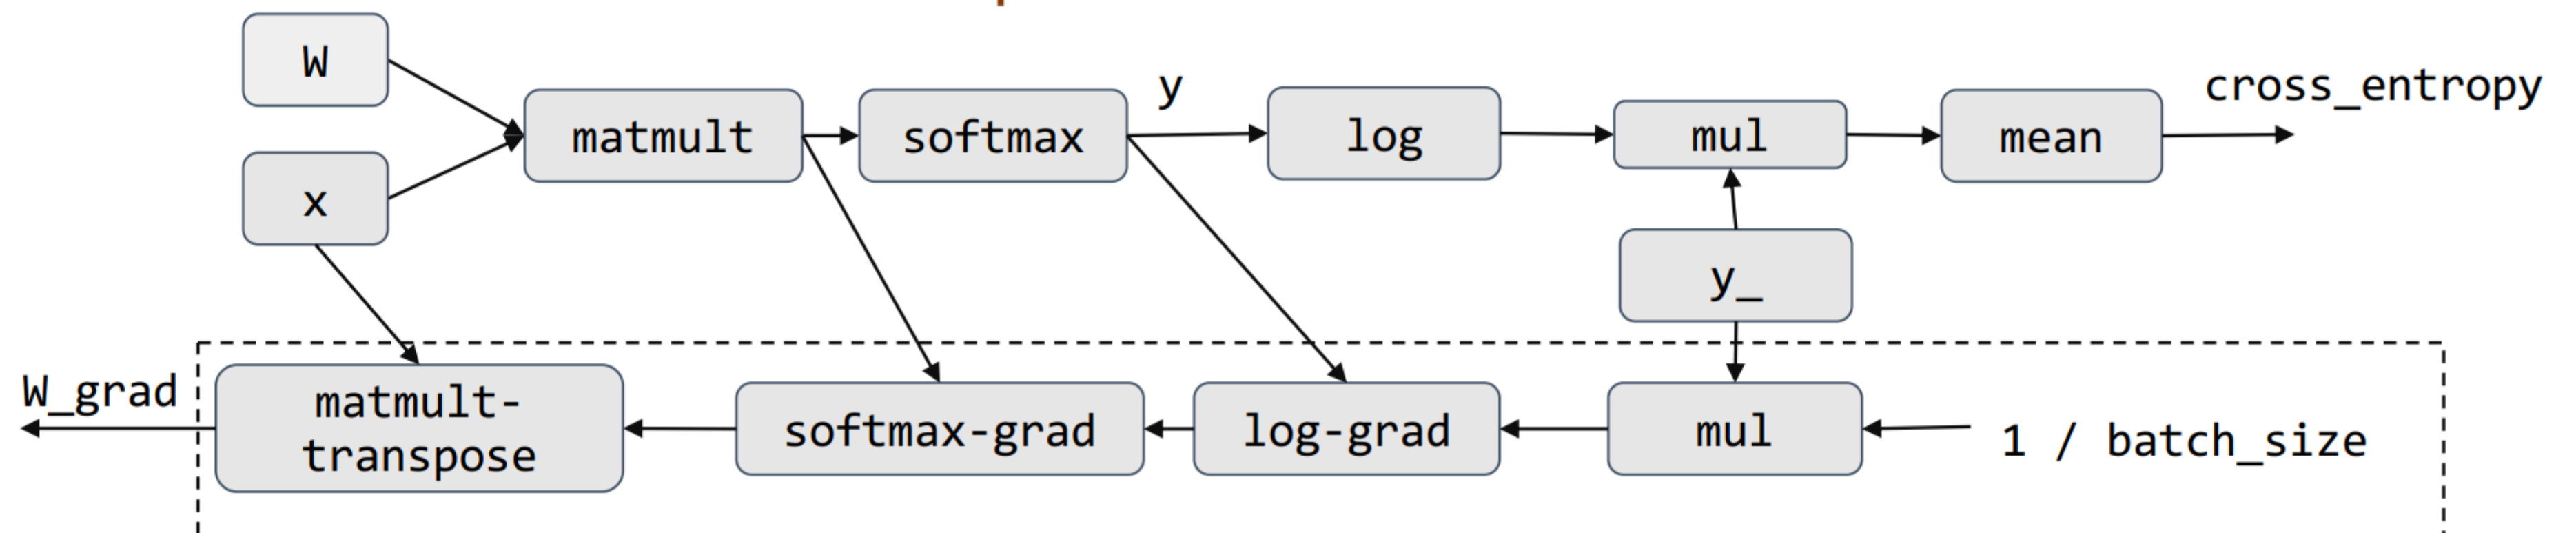 W
x
matmult
softmax
y
log
mul
mean
cross_entropy
y_
W_grad
matmult-
transpose
softmax-grad
log-grad
mul
1 / batch_size